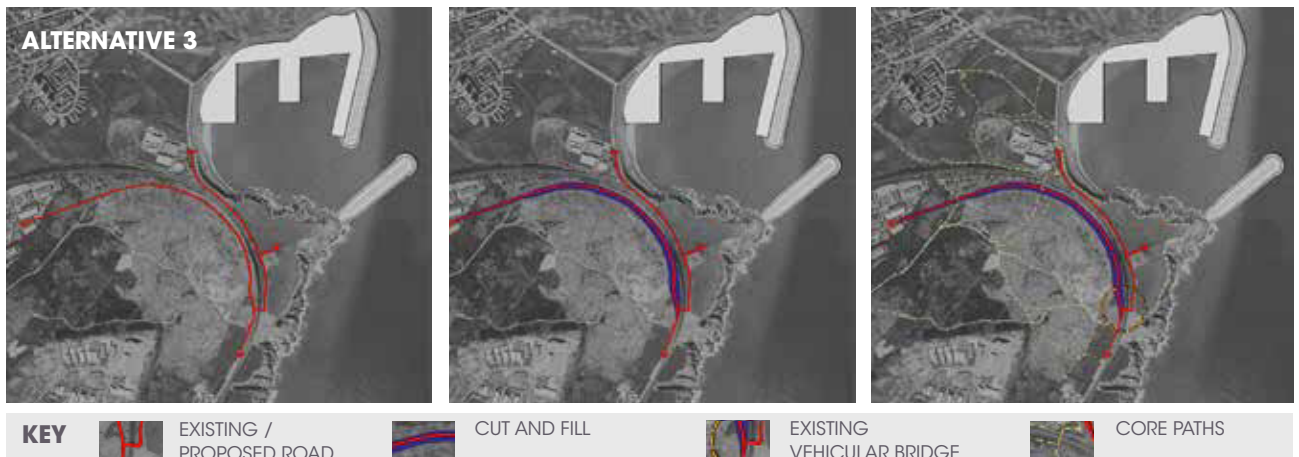 ALTERNATIVE 3
KEY
EXISTING /
PROPOSED ROAD
CUT AND FILL
EXISTING
VEHICULAR BRIDGE
CORE PATHS